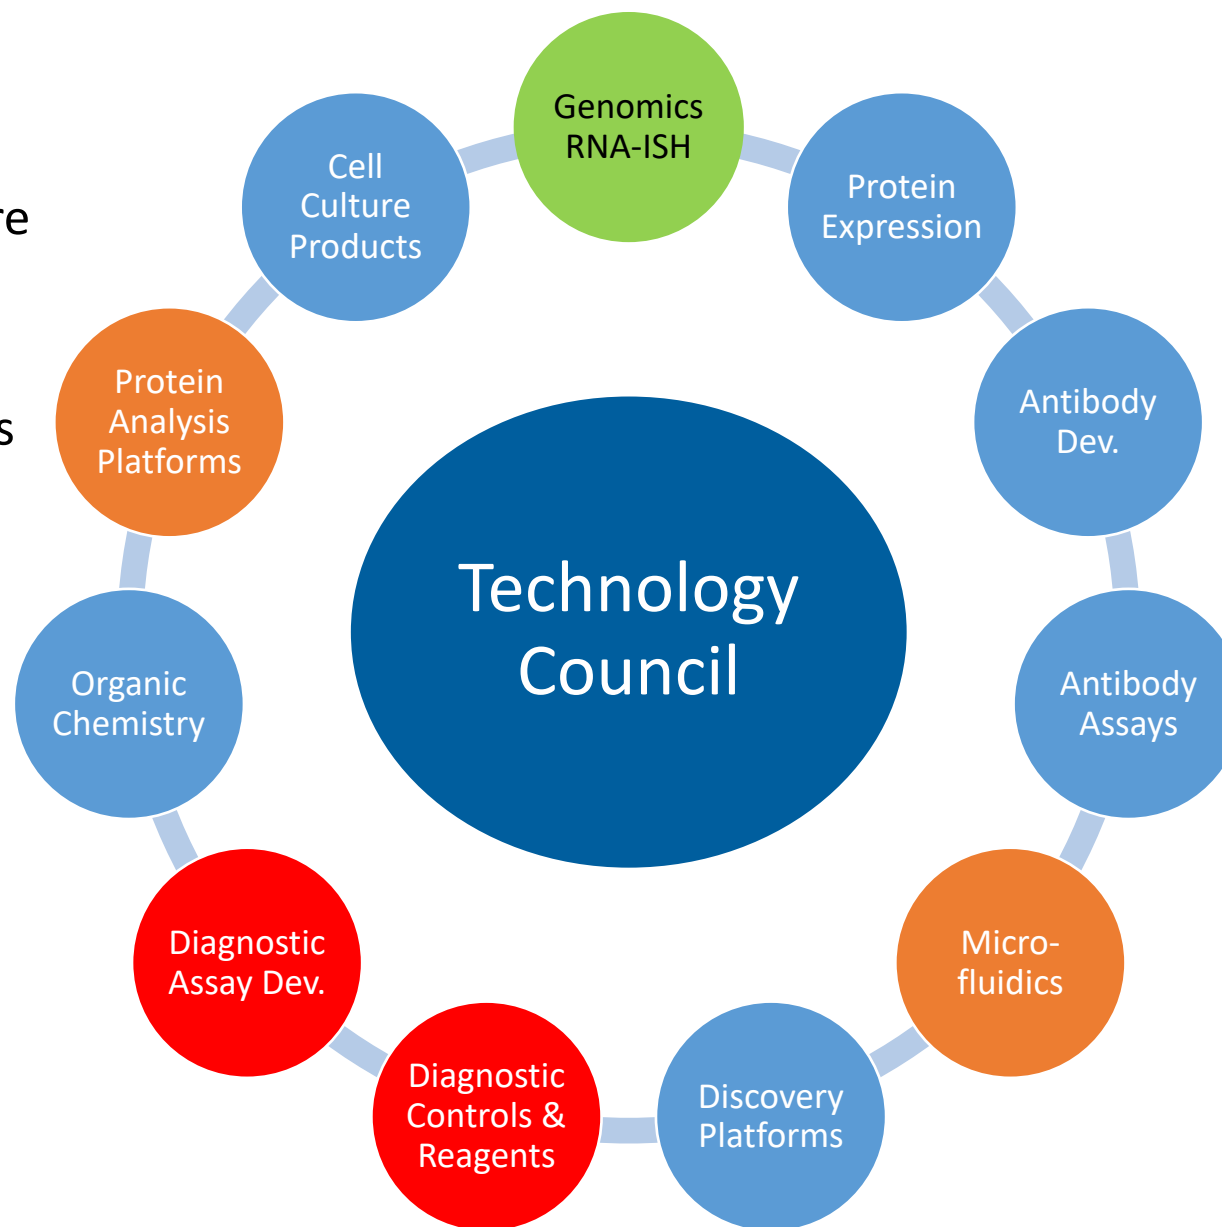 Genomics
RNA-ISH
Protein
Expression
Antibody
Dev.
Antibody
Assays
Micro-
fluidics
Discovery
Platforms
Diagnostic
Controls &
Reagents
Diagnostic
Assay Dev.
Organic
Chemistry
Protein
Analysis
Platforms
Cell
Culture
Products
Technology
Council